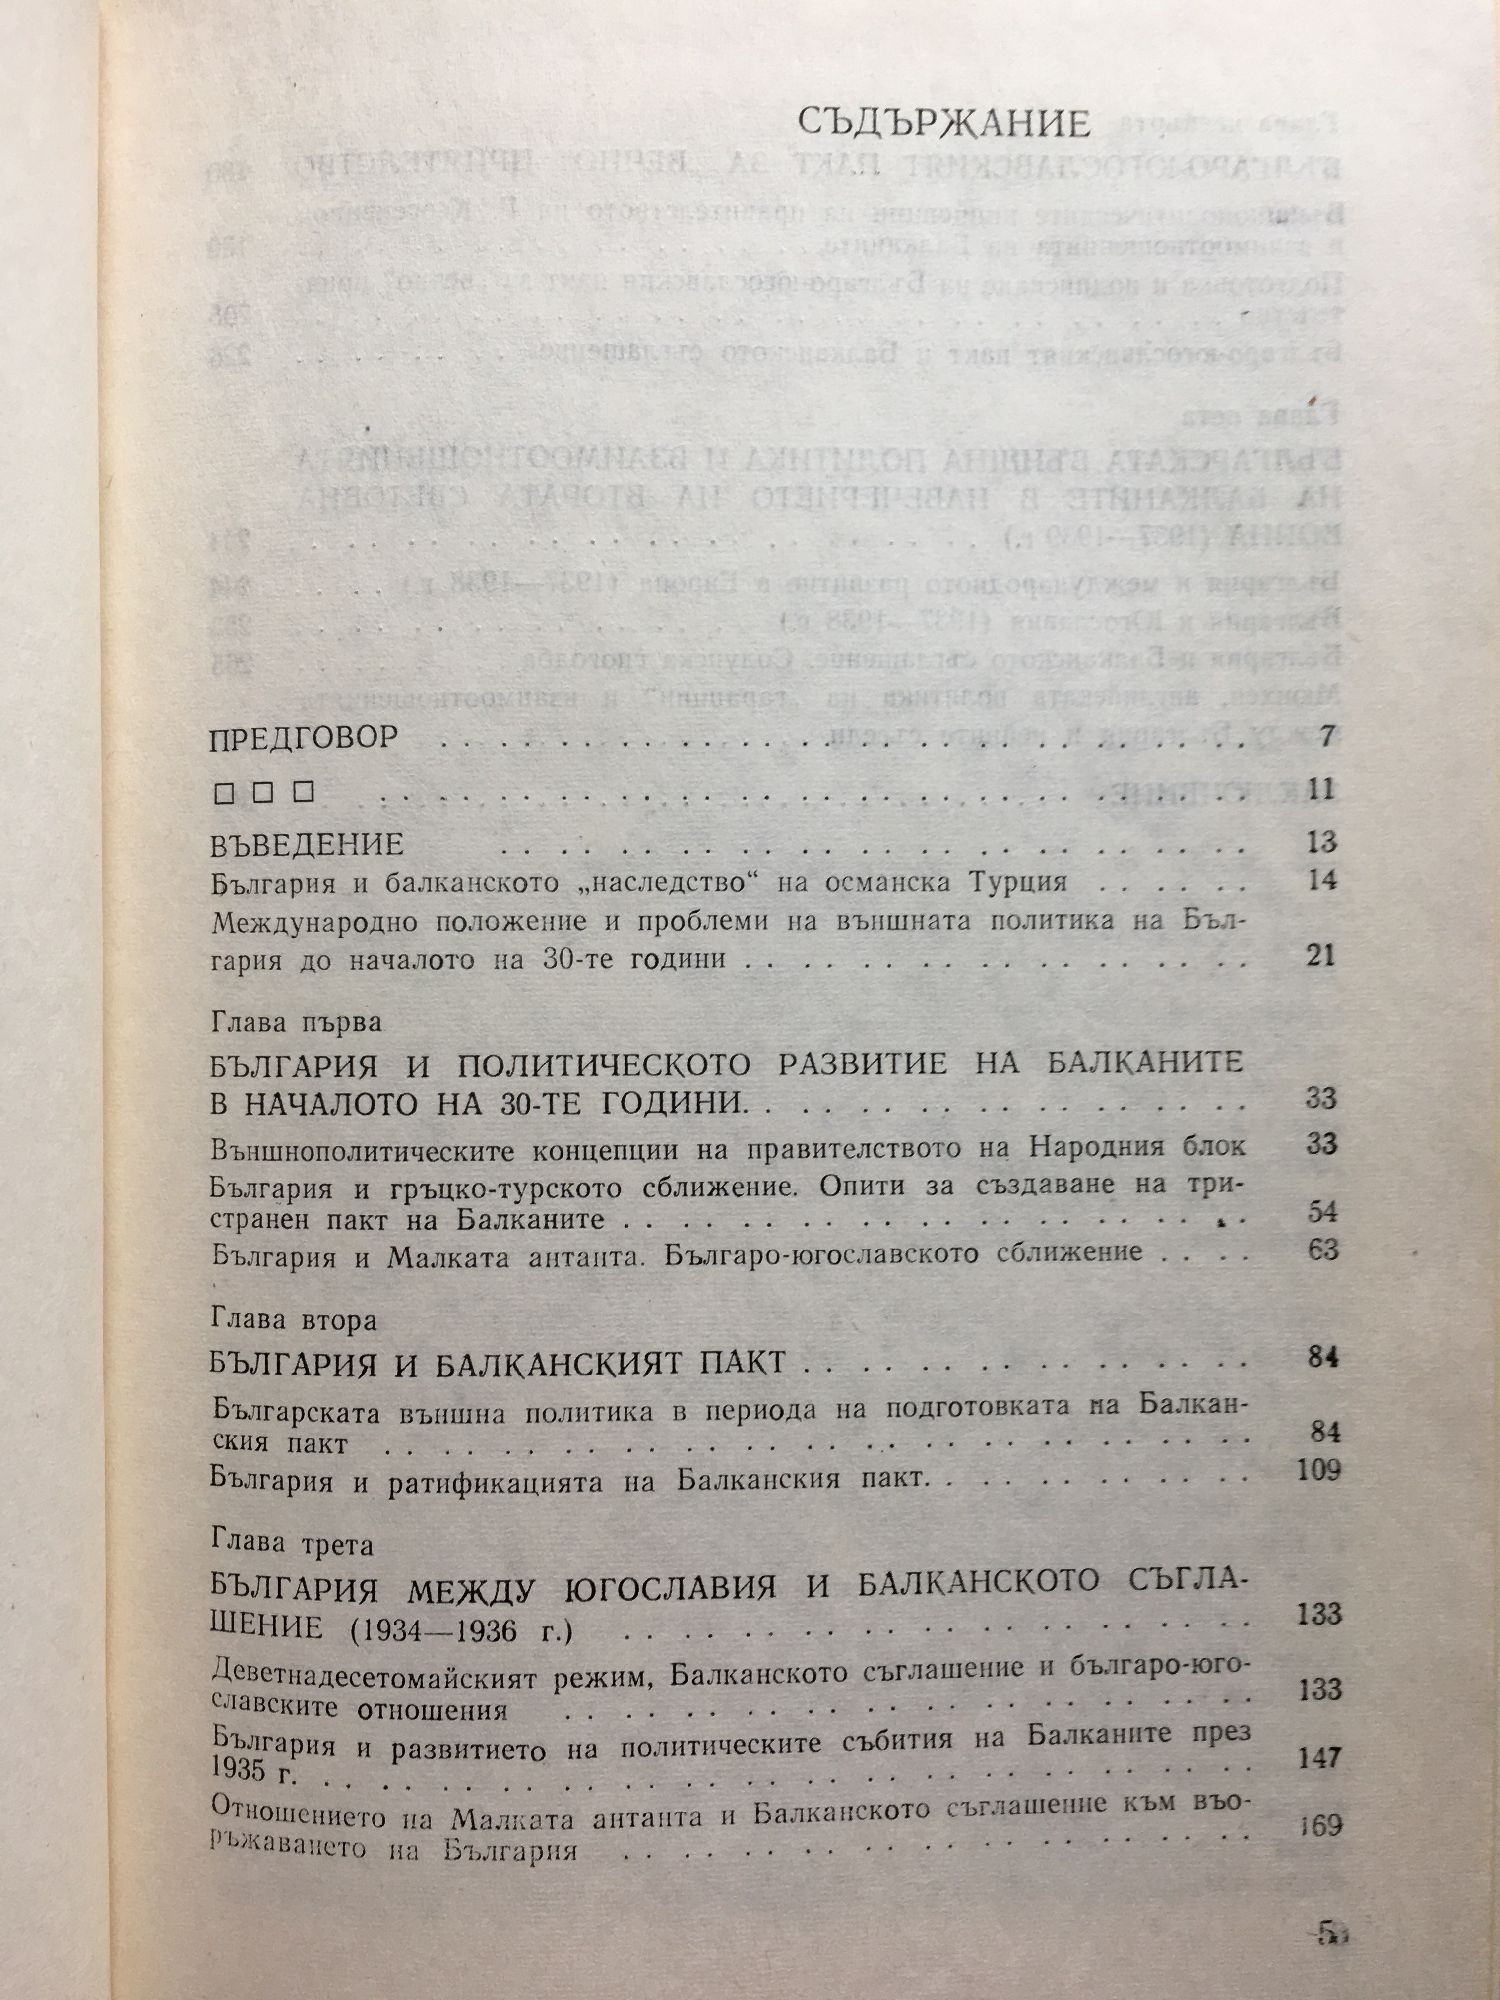 СЪДЪРЖАНИЕ
ПРЕДГОВОР . . . . . . . . . . . . . . . . . . . . . . . . . . . . 7
□ □ □ . . . . . . . . . . . . . . . . . . . . . . . . . . . . . . 11
ВЪВЕДЕНИЕ . . . . . . . . . . . . . . . . . . . . . . . . . . 13
България и балканското „наследство“ на османска Турция . . . . . . 14
Международно положение и проблеми на външната политика на Бъл-
гария до началото на 30-те години . . . . . . . . . . . . . . . . . . 21
Глава първа
БЪЛГАРИЯ И ПОЛИТИЧЕСКОТО РАЗВИТИЕ НА БАЛКАНИТЕ
В НАЧАЛОТО НА 30-ТЕ ГОДИНИ. . . . . . . . . . . . . . . . . . 33
Външнополитическите концепции на правителството на Народния блок 33
България и гръцко-турското сближение. Опити за създаване на три-
странен пакт на Балканите . . . . . . . . . . . . . . . . . . . . . . 54
България и Малката антанта. Българо-югославското сближение . . . . 63
Глава втора
БЪЛГАРИЯ И БАЛКАНСКИЯТ ПАКТ . . . . . . . . . . . . . . . . 84
Българската външна политика в периода на подготовката на Балкан-
ския пакт . . . . . . . . . . . . . . . . . . . . . . . . . . . . . . 84
България и ратификацията на Балканския пакт. . . . . . . . . . . . 109
Глава трета
БЪЛГАРИЯ МЕЖДУ ЮГОСЛАВИЯ И БАЛКАНСКОТО СЪГЛА-
ШЕНИЕ (1934—1936 г.) . . . . . . . . . . . . . . . . . . . . . . 133
Деветнадесетомайският режим, Балканското съглашение и българо-юго-
славските отношения . . . . . . . . . . . . . . . . . . . . . . . . 133
България и развитието на политическите събития на Балканите през
1935 г. . . . . . . . . . . . . . . . . . . . . . . . . . . . . . . . . 147
Отношението на Малката антанта и Балканското съглашение към въо-
ръжаването на България . . . . . . . . . . . . . . . . . . . . . . 169
5